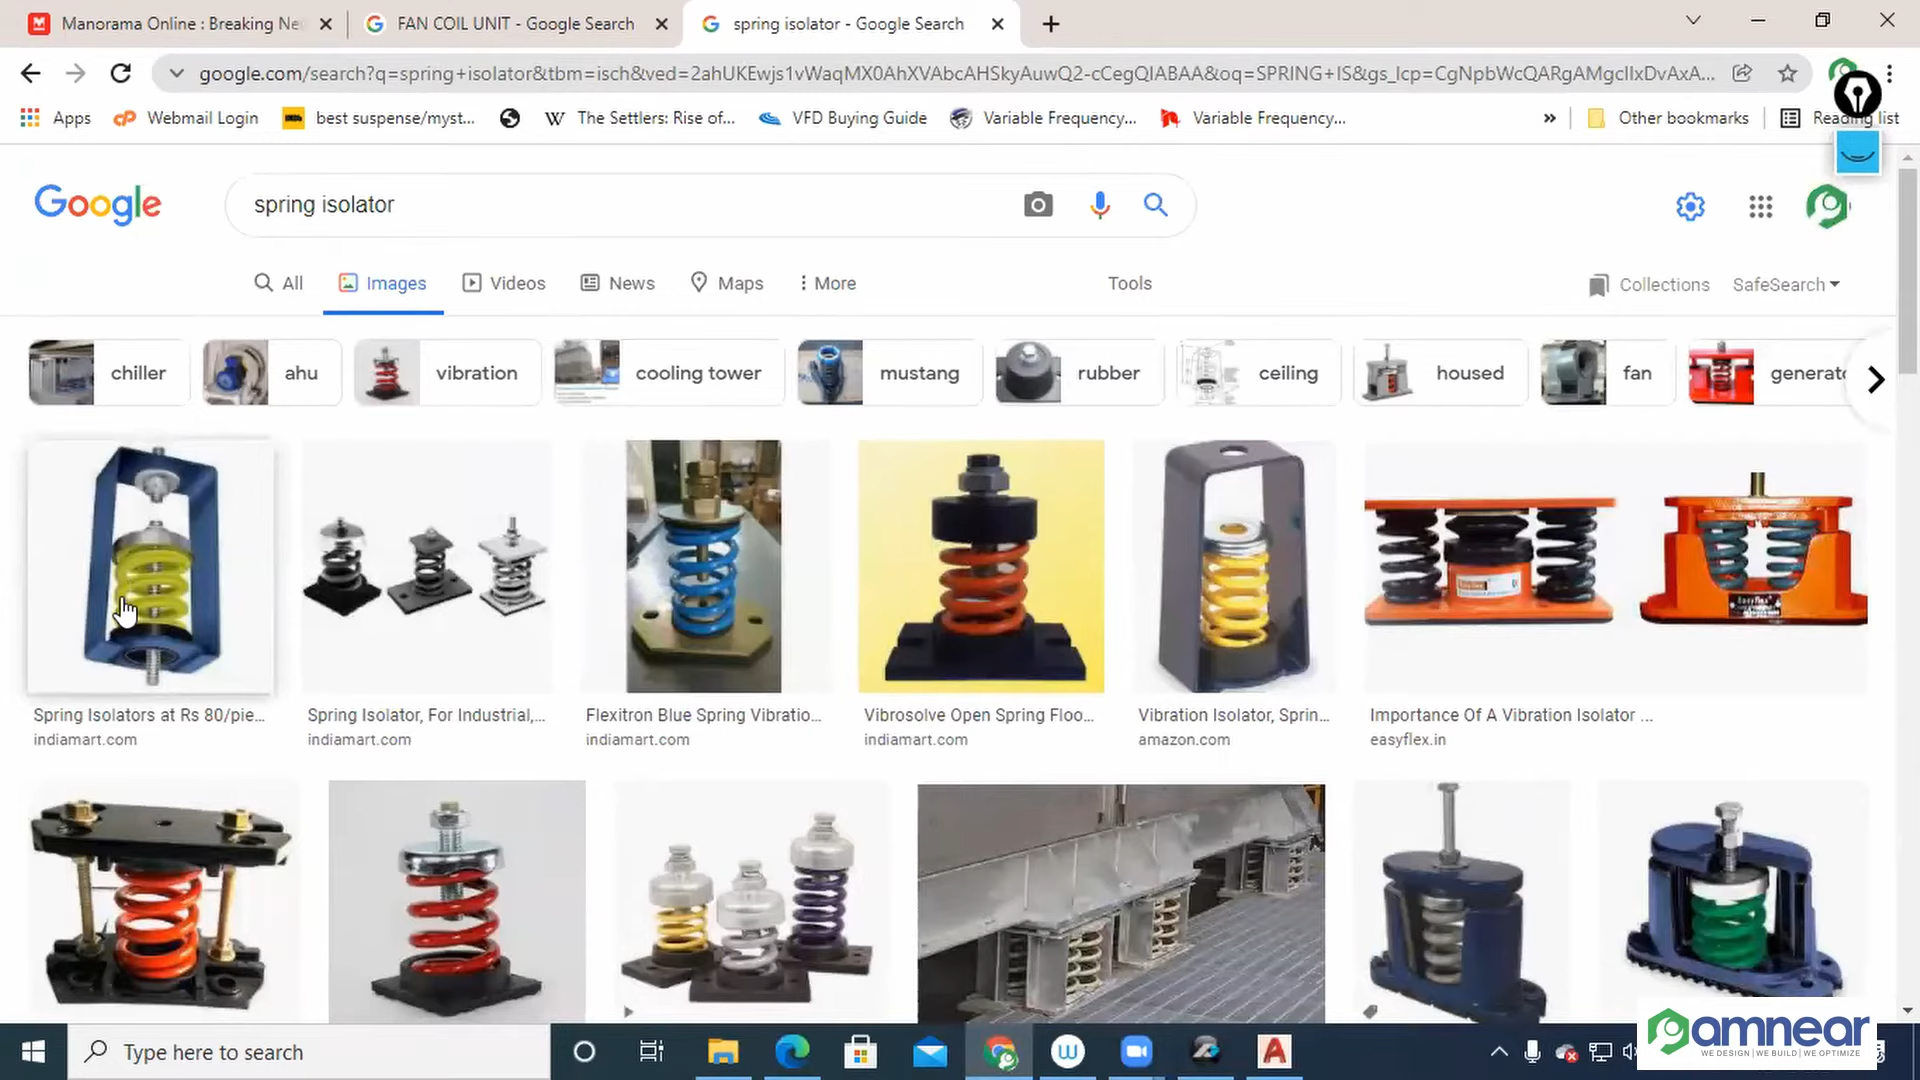 Manorama Online : Breaking Ne
FAN COIL UNIT - Google Search
spring isolator - Google Search
google.com/search?q=spring+isolator&tbm=isch&ved=2ahUKEwjs1vWaqMX0AhXVAbcAHSkyAuwQ2-cCegQIABAA&oq=SPRING+IS&gs_lcp=CgNpbWcQARgAMgcIIxDvAxA...
Apps
Webmail Login
best suspense/myst...
The Settlers: Rise of...
VFD Buying Guide
Variable Frequency...
Variable Frequency...
Other bookmarks
Reading list
Google
spring isolator
All
Images
Videos
News
Maps
More
Tools
Collections
SafeSearch
chiller
ahu
vibration
cooling tower
mustang
rubber
ceiling
housed
fan
generato
Spring Isolators at Rs 80/pie...
indiamart.com
Spring Isolator, For Industrial,...
indiamart.com
Flexitron Blue Spring Vibratio...
indiamart.com
Vibrosolve Open Spring Floo...
indiamart.com
Vibration Isolator, Sprin...
amazon.com
Importance Of A Vibration Isolator ...
easyflex.in
Type here to search
amnear
WE DESIGN | WE BUILD | WE OPTIMIZE